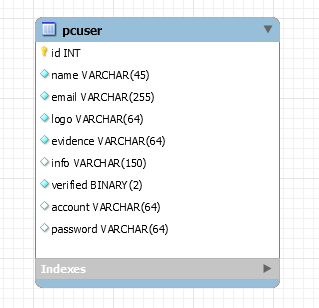 pcuser
id INT
name VARCHAR(45)
email VARCHAR(255)
logo VARCHAR(64)
evidence VARCHAR(64)
info VARCHAR(150)
verified BINARY(2)
account VARCHAR(64)
password VARCHAR(64)
Indexes